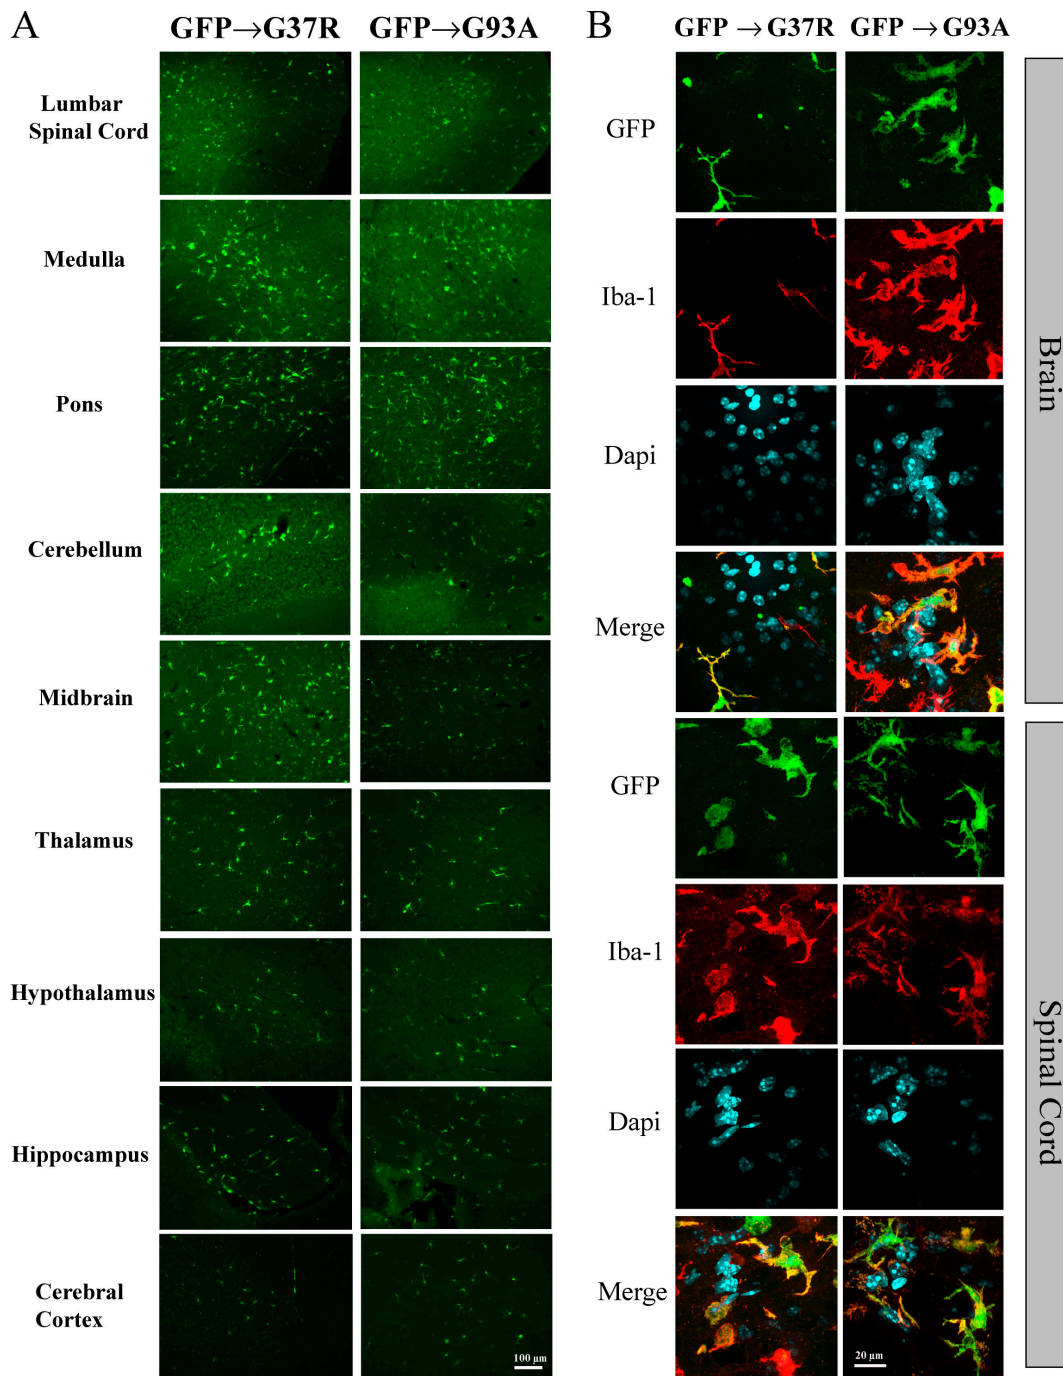 A
GFP→G37R
GFP→G93A
Lumbar
Spinal Cord
Medulla
Pons
Cerebellum
Midbrain
Thalamus
Hypothalamus
Hippocampus
Cerebral
Cortex
100 µm
B
GFP →G37R
GFP →G93A
GFP
Iba-1
Dapi
Merge
Brain
GFP
Iba-1
Dapi
Merge
Spinal Cord
20 µm